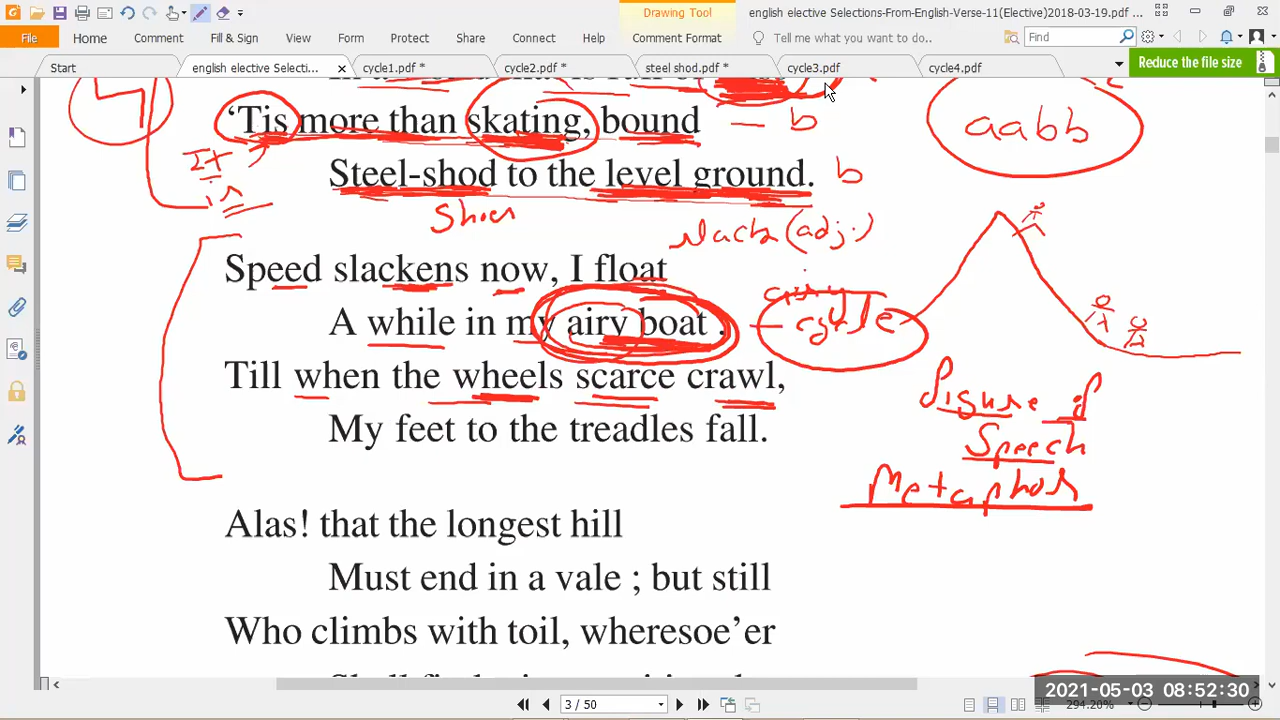 Drawing Tool
english elective Selections-From-English-Verse-11(Elective)2018-03-19.pdf ...
File
Home
Comment
Fill & Sign
View
Form
Protect
Share
Connect
Help
Comment Format
Tell me what you want to do..
Find
Start
english elective Selecti...
cycle1.pdf *
cycle2.pdf *
steel shod.pdf *
cycle3.pdf
cycle4.pdf
Reduce the file size
'Tis more than skating, bound — b
aabb
It is
Steel-shod to the level ground. b
Shoes
(adj.)
Speed slackens now, I float
A while in my airy boat . — cycle
Till when the wheels scarce crawl,
Figure of
Speech
Metaphor
My feet to the treadles fall.
Alas! that the longest hill
Must end in a vale ; but still
Who climbs with toil, wheresoe'er
3 / 50
294.20%
2021-05-03 08:52:30